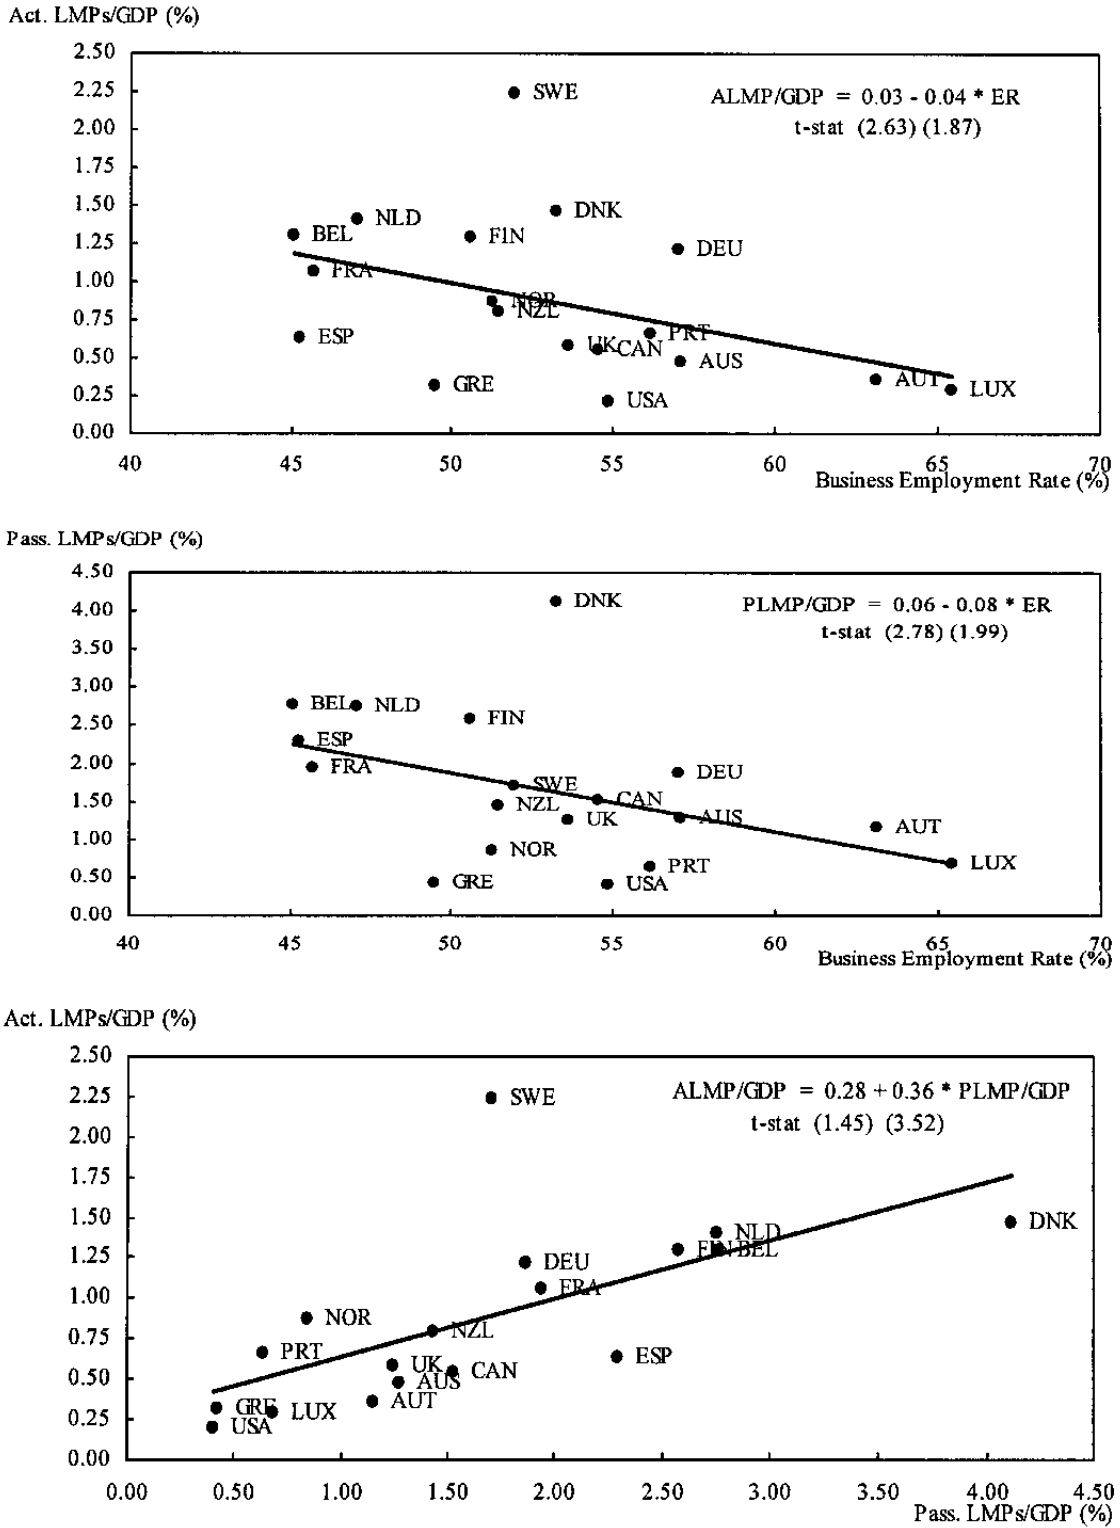 Act. LMPs/GDP (%)
2.50
2.25
SWE
ALMP/GDP = 0.03 - 0.04 * ER
2.00
t-stat (2.63) (1.87)
1.75
1.50
NLD
DNK
BEL
FIN
1.25
DEU
FRA
1.00
NOR
NZL
0.75
ESP
PRT
UK
CAN
0.50
AUS
GRE
AUT
LUX
0.25
USA
0.00
40 45 50 55 60 65 70
Business Employment Rate (%)
Pass. LMPs/GDP (%)
4.50
DNK
PLMP/GDP = 0.06 - 0.08 * ER
4.00
t-stat (2.78) (1.99)
3.50
3.00
BEL
NLD
2.50
FIN
ESP
2.00
FRA
DEU
SWE
1.50
CAN
NZL
UK
AUS
AUT
1.00
NOR
PRT
LUX
0.50
GRE
USA
0.00
40 45 50 55 60 65 70
Business Employment Rate (%)
Act. LMPs/GDP (%)
2.50
2.25
SWE
ALMP/GDP = 0.28 + 0.36 * PLMP/GDP
2.00
t-stat (1.45) (3.52)
1.75
1.50
DNK
NLD
1.25
FIN
BEL
DEU
FRA
1.00
NOR
0.75
NZL
PRT
ESP
UK
CAN
0.50
AUS
AUT
GRE
LUX
0.25
USA
0.00
0.00 0.50 1.00 1.50 2.00 2.50 3.00 3.50 4.00 4.50
Pass. LMPs/GDP (%)